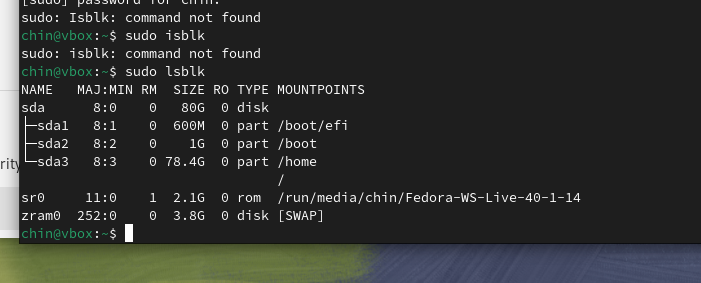 [sudo] password for chin:
sudo: Isblk: command not found
chin@vbox:~$ sudo isblk
sudo: isblk: command not found
chin@vbox:~$ sudo lsblk
NAME   MAJ:MIN RM  SIZE RO TYPE MOUNTPOINTS
sda      8:0    0   80G  0 disk
├─sda1   8:1    0  600M  0 part /boot/efi
├─sda2   8:2    0    1G  0 part /boot
└─sda3   8:3    0 78.4G  0 part /home
                                /
sr0     11:0    1  2.1G  0 rom  /run/media/chin/Fedora-WS-Live-40-1-14
zram0  252:0    0  3.8G  0 disk [SWAP]
chin@vbox:~$
rity